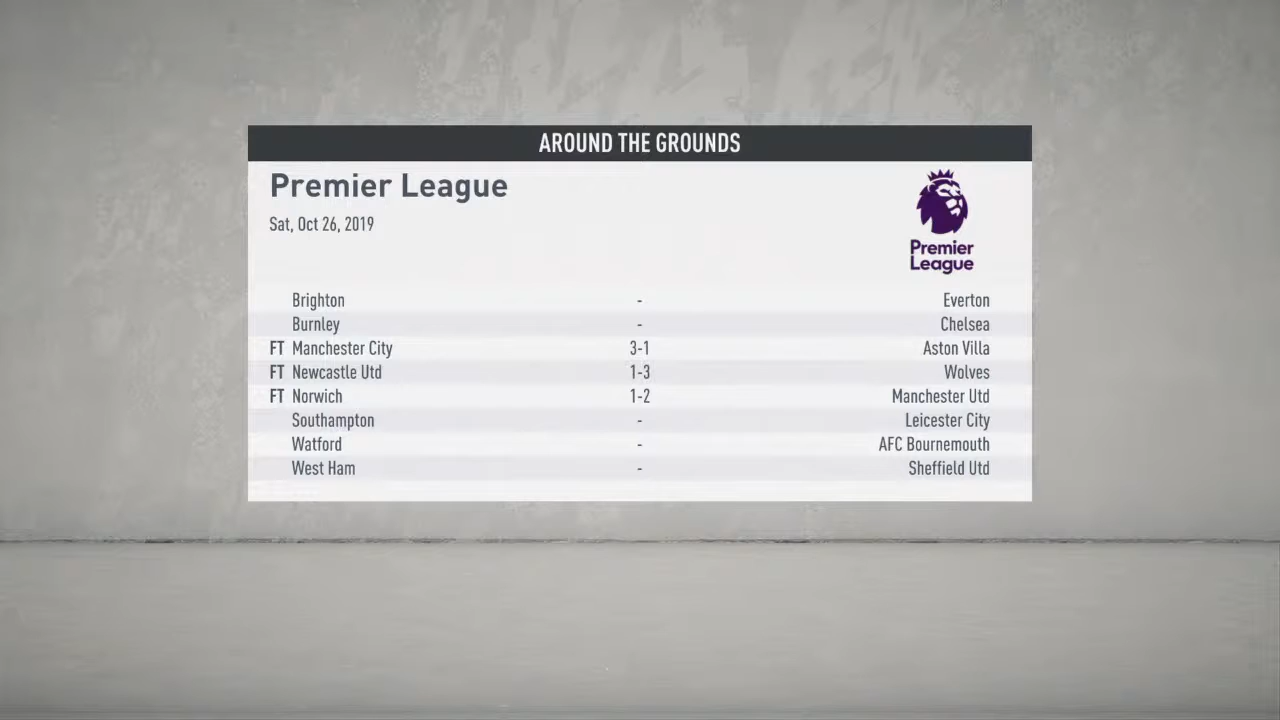 AROUND THE GROUNDS
Premier League
Sat, Oct 26, 2019
Premier
League
Brighton - Everton
Burnley - Chelsea
FT Manchester City 3-1 Aston Villa
FT Newcastle Utd 1-3 Wolves
FT Norwich 1-2 Manchester Utd
Southampton - Leicester City
Watford - AFC Bournemouth
West Ham - Sheffield Utd